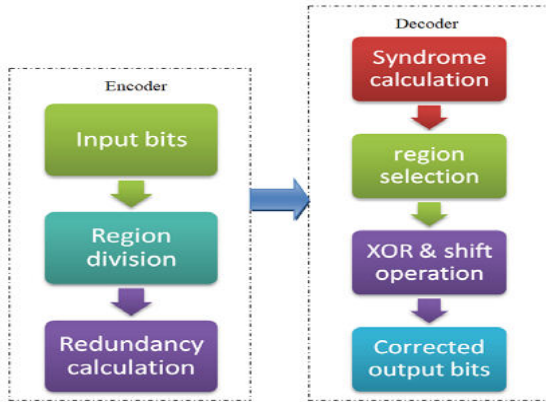 Encoder
Input bits
Region
division
Redundancy
calculation
Decoder
Syndrome
calculation
region
selection
XOR & shift
operation
Corrected
output bits